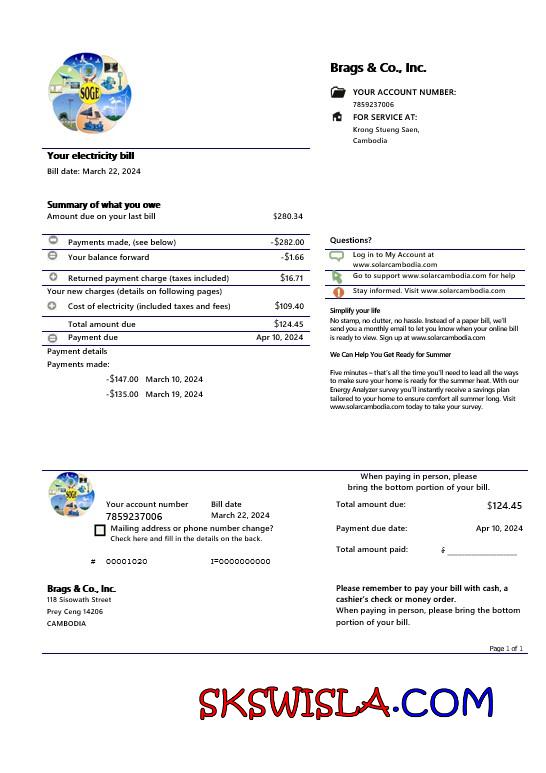 SOGE
Brags & Co., Inc.
YOUR ACCOUNT NUMBER:
7859237006
FOR SERVICE AT:
Krong Stueng Saen,
Cambodia
Your electricity bill
Bill date: March 22, 2024
Summary of what you owe
Amount due on your last bill $280.34
Payments made, (see below) -$282.00
Your balance forward -$1.66
Returned payment charge (taxes included) $16.71
Your new charges (details on following pages)
Cost of electricity (included taxes and fees) $109.40
Total amount due $124.45
Payment due Apr 10, 2024
Payment details
Payments made:
-$147.00 March 10, 2024
-$135.00 March 19, 2024
Questions?
Log in to My Account at
www.solarcambodia.com
Go to support www.solarcambodia.com for help
Stay informed. Visit www.solarcambodia.com
Simplify your life
No stamp, no clutter, no hassle. Instead of a paper bill, we'll
send you a monthly email to let you know when your online bill
is ready to view. Sign up at www.solarcambodia.com
We Can Help You Get Ready for Summer
Five minutes – that's all the time you'll need to lead all the ways
to make sure your home is ready for the summer heat. With our
Energy Analyzer survey you'll instantly receive a savings plan
tailored to your home to ensure comfort all summer long. Visit
www.solarcambodia.com today to take your survey.
SOGE
When paying in person, please
bring the bottom portion of your bill.
Your account number Bill date
7859237006 March 22, 2024
Mailing address or phone number change?
Check here and fill in the details on the back.
# 00001020 I=0000000000
Total amount due: $124.45
Payment due date: Apr 10, 2024
Total amount paid: $ ________________
Brags & Co., Inc.
118 Sisowath Street
Prey Ceng 14206
CAMBODIA
Please remember to pay your bill with cash, a
cashier's check or money order.
When paying in person, please bring the bottom
portion of your bill.
Page 1 of 1
SKSWISLA.COM